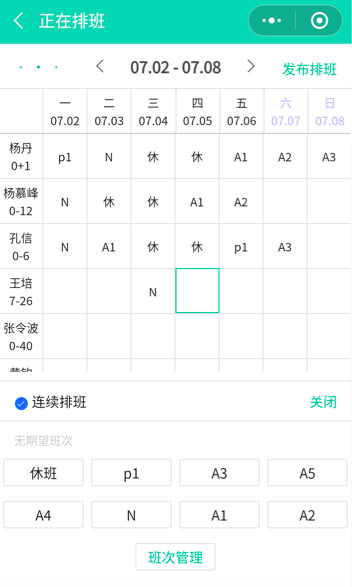 正在排班
07.02 - 07.08
发布排班
一 二 三 四 五 六 日
07.02 07.03 07.04 07.05 07.06 07.07 07.08
杨丹 p1 N 休 休 A1 A2 A3
0+1
杨慕峰 N 休 休 A1 A2
0-12
孔信 N A1 休 休 p1 A3
0-6
王培 N
7-26
张令波
0-40
连续排班 关闭
无期望班次
休班 p1 A3 A5
A4 N A1 A2
班次管理